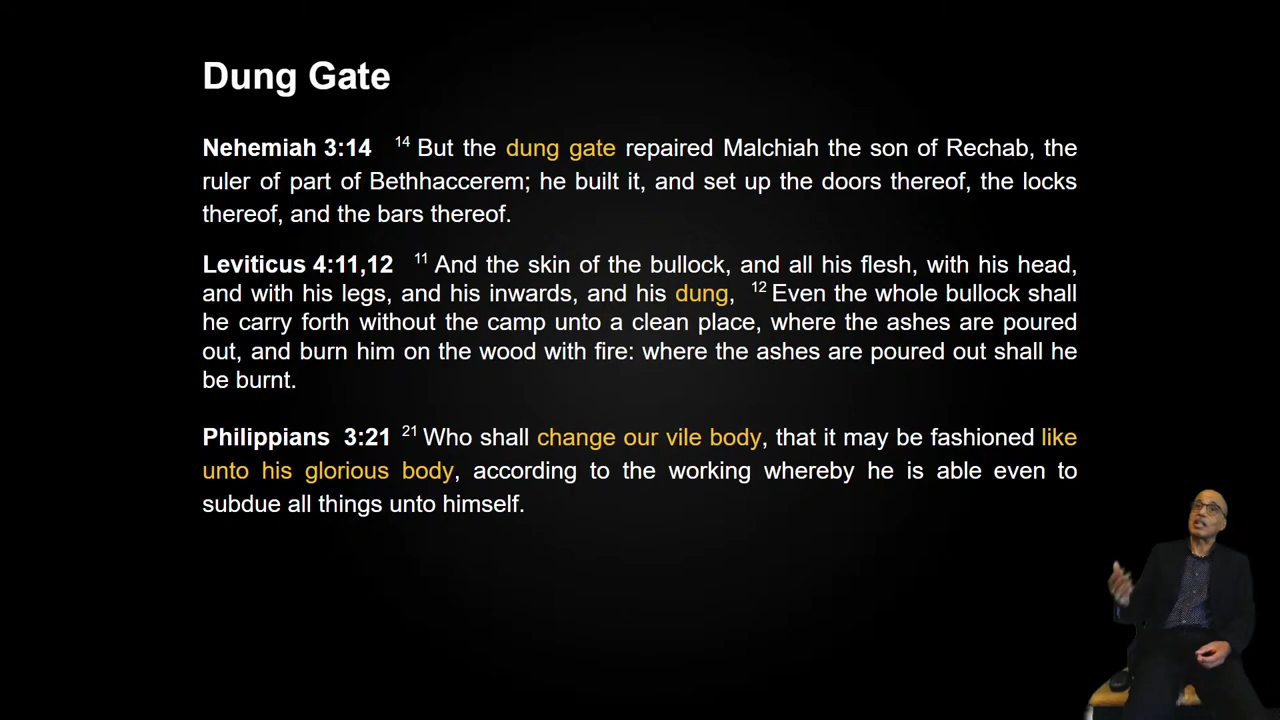 Dung Gate
Nehemiah 3:14 14 But the dung gate repaired Malchiah the son of Rechab, the
ruler of part of Bethhaccerem; he built it, and set up the doors thereof, the locks
thereof, and the bars thereof.
Leviticus 4:11,12 11 And the skin of the bullock, and all his flesh, with his head,
and with his legs, and his inwards, and his dung, 12 Even the whole bullock shall
he carry forth without the camp unto a clean place, where the ashes are poured
out, and burn him on the wood with fire: where the ashes are poured out shall he
be burnt.
Philippians 3:21 21 Who shall change our vile body, that it may be fashioned like
unto his glorious body, according to the working whereby he is able even to
subdue all things unto himself.